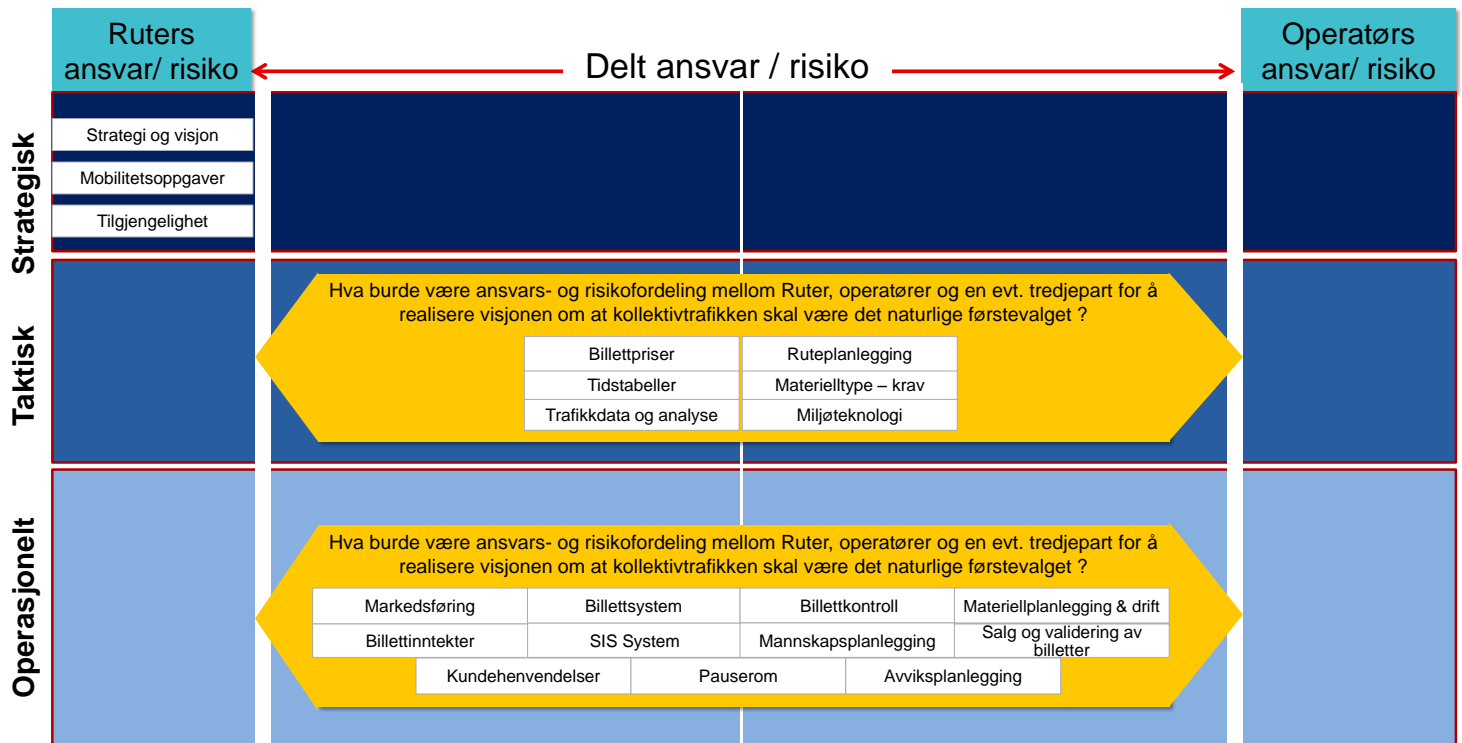 Ruters
ansvar/ risiko
Delt ansvar / risiko
Operatørs
ansvar/ risiko
Strategisk
Strategi og visjon
Mobilitetsoppgaver
Tilgjengelighet
Taktisk
Hva burde være ansvars- og risikofordeling mellom Ruter, operatører og en evt. tredjepart for å
realisere visjonen om at kollektivtrafikken skal være det naturlige førstevalget ?
Billettpriser
Ruteplanlegging
Tidstabeller
Materielltype – krav
Trafikkdata og analyse
Miljøteknologi
Operasjonelt
Hva burde være ansvars- og risikofordeling mellom Ruter, operatører og en evt. tredjepart for å
realisere visjonen om at kollektivtrafikken skal være det naturlige førstevalget ?
Markedsføring
Billettsystem
Billettkontroll
Materiellplanlegging & drift
Billettinntekter
SIS System
Mannskapsplanlegging
Salg og validering av
billetter
Kundehenvendelser
Pauserom
Avviksplanlegging